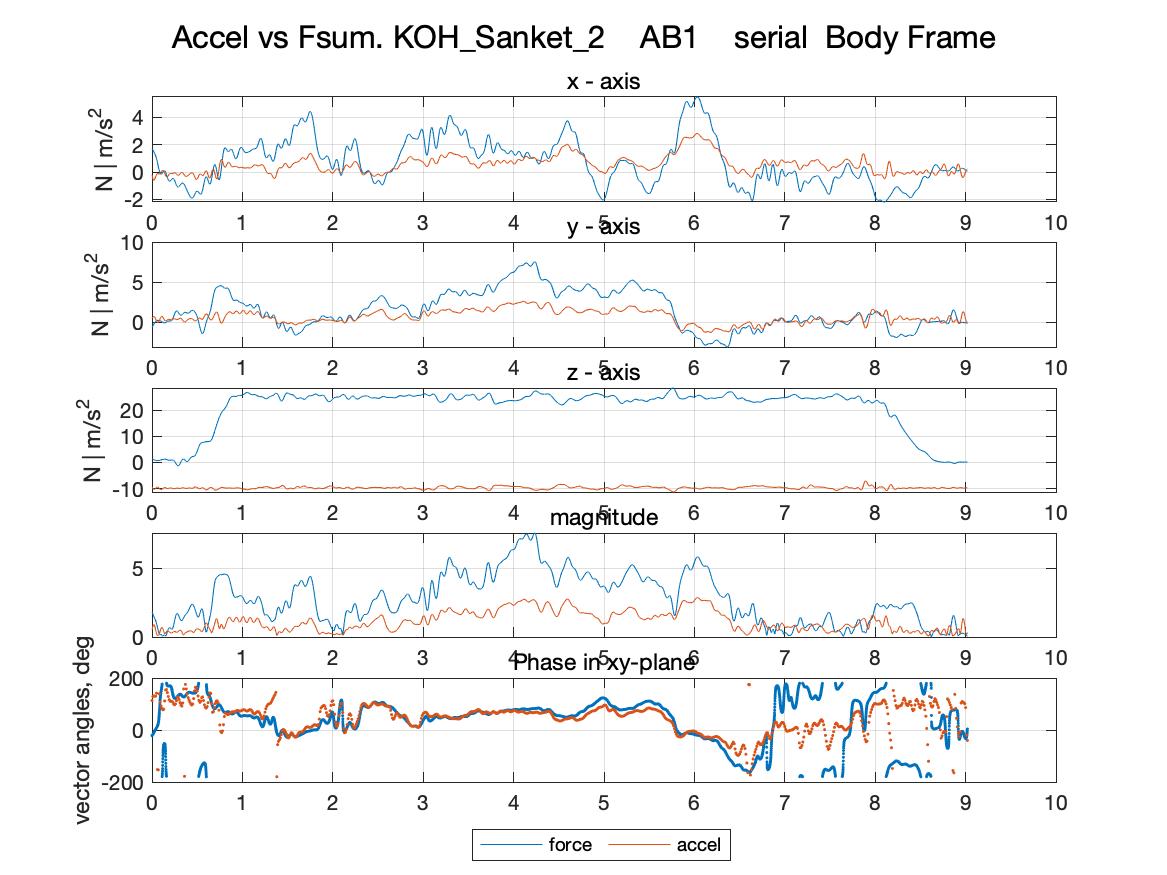 Accel vs Fsum. KOH_Sanket_2 AB1 serial Body Frame
x - axis
N | m/s2
4
2
0
-2
0 1 2 3 4 5 6 7 8 9 10
y - axis
N | m/s2
10
5
0
0 1 2 3 4 5 6 7 8 9 10
z - axis
N | m/s2
20
10
0
-10
0 1 2 3 4 5 6 7 8 9 10
magnitude
5
0
0 1 2 3 4 5 6 7 8 9 10
Phase in xy-plane
vector angles, deg
200
0
-200
0 1 2 3 4 5 6 7 8 9 10
force accel